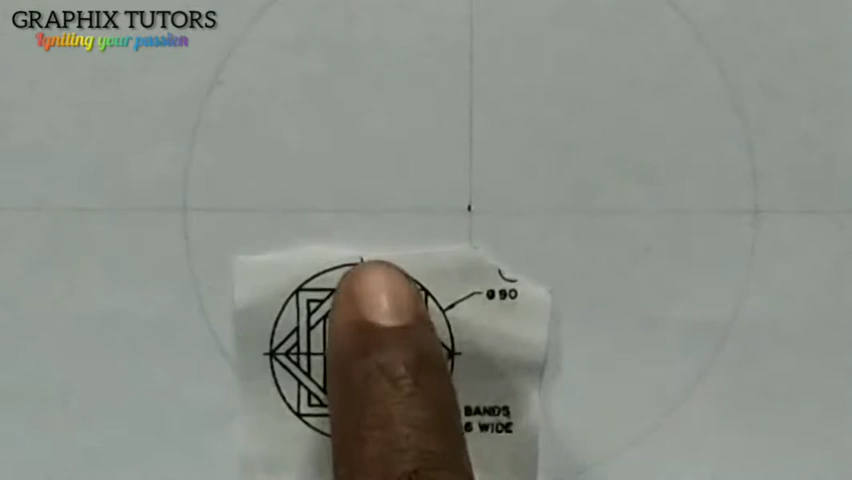 GRAPHIX TUTORS
Igniting your passion
Ø90
BANDS
6 WIDE